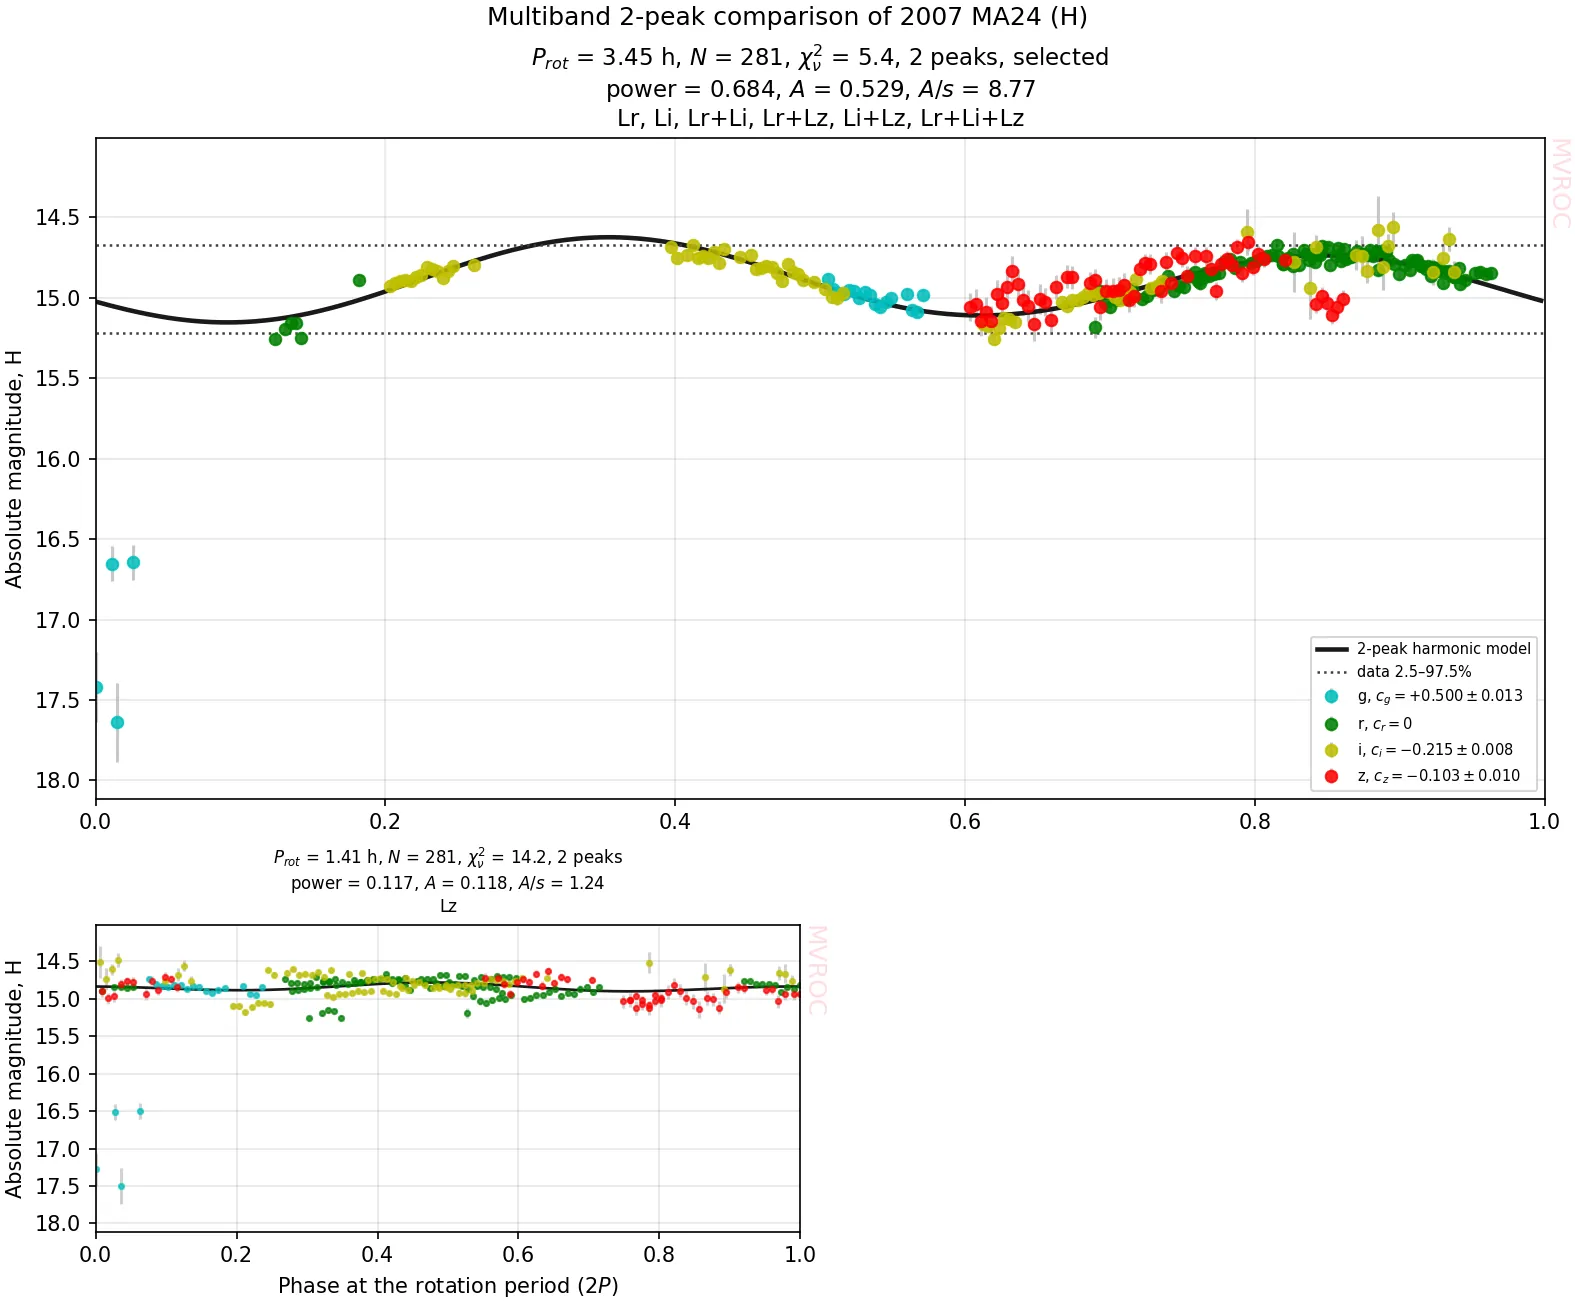 Multiband 2-peak comparison of 2007 MA24 (H)
P_rot = 3.45 h, N = 281, χ²_ν = 5.4, 2 peaks, selected
power = 0.684, A = 0.529, A/s = 8.77
Lr, Li, Lr+Li, Lr+Lz, Li+Lz, Lr+Li+Lz
MVROC
Absolute magnitude, H
14.5
15.0
15.5
16.0
16.5
17.0
17.5
18.0
2-peak harmonic model
data 2.5–97.5%
g, c_g = +0.500 ± 0.013
r, c_r = 0
i, c_i = −0.215 ± 0.008
z, c_z = −0.103 ± 0.010
0.0 0.2 0.4 0.6 0.8 1.0
P_rot = 1.41 h, N = 281, χ²_ν = 14.2, 2 peaks
power = 0.117, A = 0.118, A/s = 1.24
Lz
MVROC
Absolute magnitude, H
14.5
15.0
15.5
16.0
16.5
17.0
17.5
18.0
0.0 0.2 0.4 0.6 0.8 1.0
Phase at the rotation period (2P)